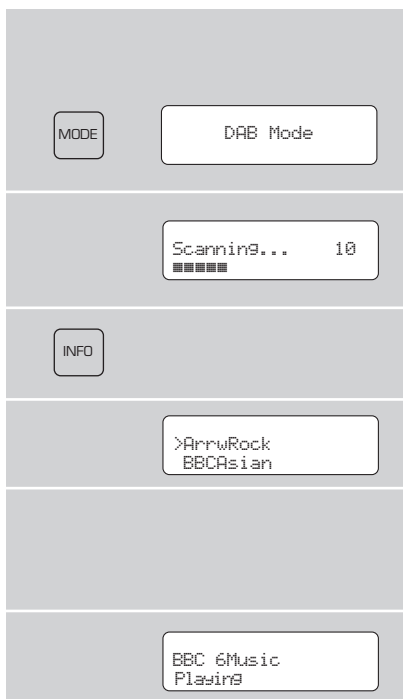 MODE
DAB Mode
Scanning... 10
INFO
>ArrwRock
BBCAsian
BBC 6Music
Playing